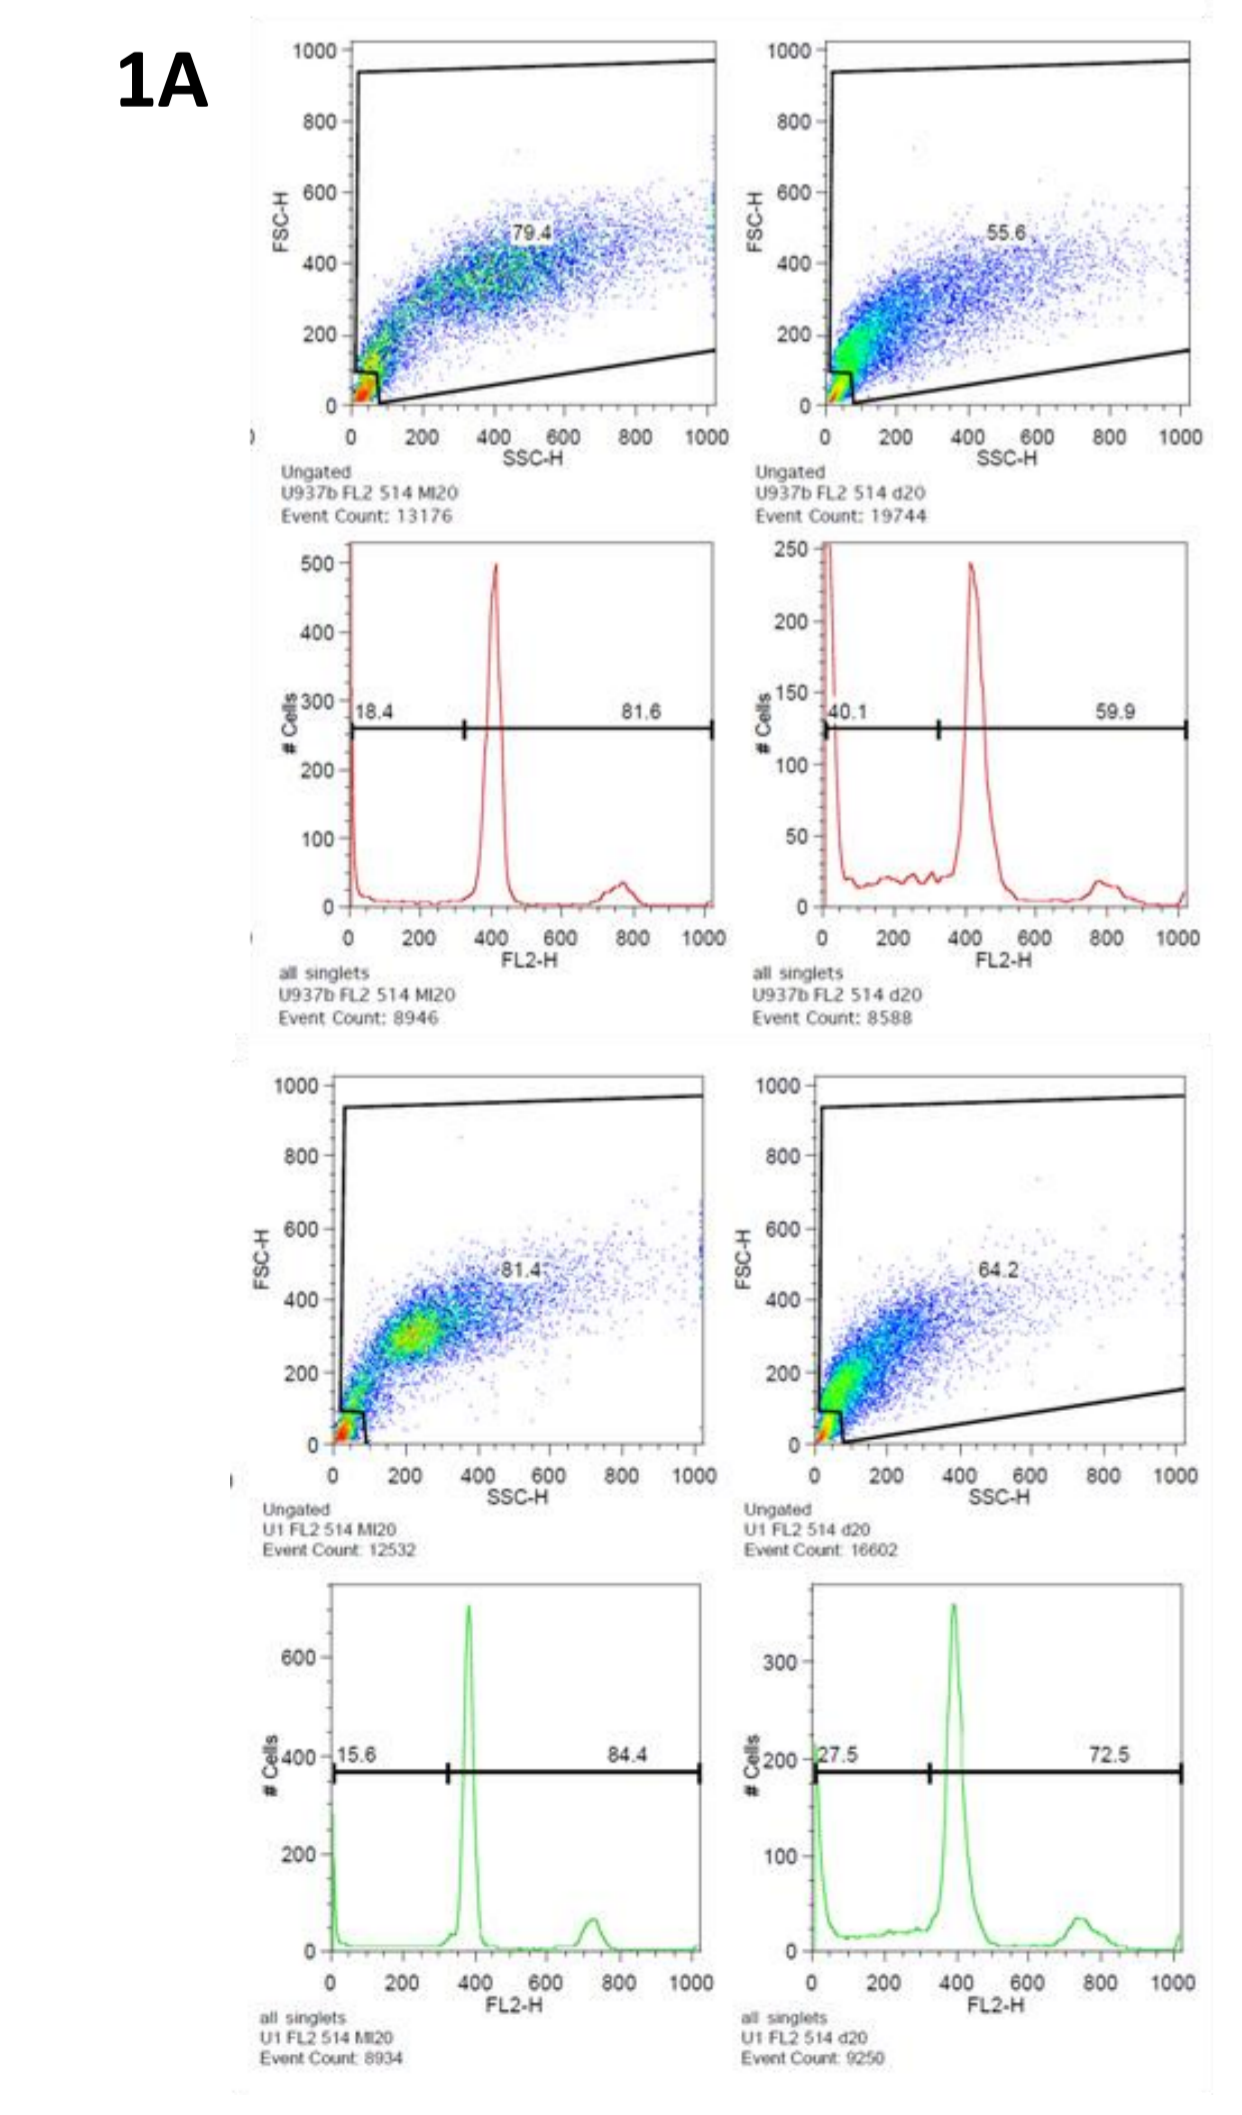 1A
1000
800
600
400
200
0
FSC-H
79.4
0 200 400 600 800 1000
SSC-H
Ungated
U937b FL2 514 MI20
Event Count: 13176
1000
800
600
400
200
0
FSC-H
55.6
0 200 400 600 800 1000
SSC-H
Ungated
U937b FL2 514 d20
Event Count: 19744
500
400
300
200
100
0
# Cells
18.4 81.6
0 200 400 600 800 1000
FL2-H
all singlets
U937b FL2 514 MI20
Event Count: 8946
250
200
150
100
50
0
# Cells
40.1 59.9
0 200 400 600 800 1000
FL2-H
all singlets
U937b FL2 514 d20
Event Count: 8588
1000
800
600
400
200
0
FSC-H
81.4
0 200 400 600 800 1000
SSC-H
Ungated
U1 FL2 514 MI20
Event Count: 12532
1000
800
600
400
200
0
FSC-H
64.2
0 200 400 600 800 1000
SSC-H
Ungated
U1 FL2 514 d20
Event Count: 16602
600
400
200
0
# Cells
15.6 84.4
0 200 400 600 800 1000
FL2-H
all singlets
U1 FL2 514 MI20
Event Count: 8934
300
200
100
0
# Cells
27.5 72.5
0 200 400 600 800 1000
FL2-H
all singlets
U1 FL2 514 d20
Event Count: 9250